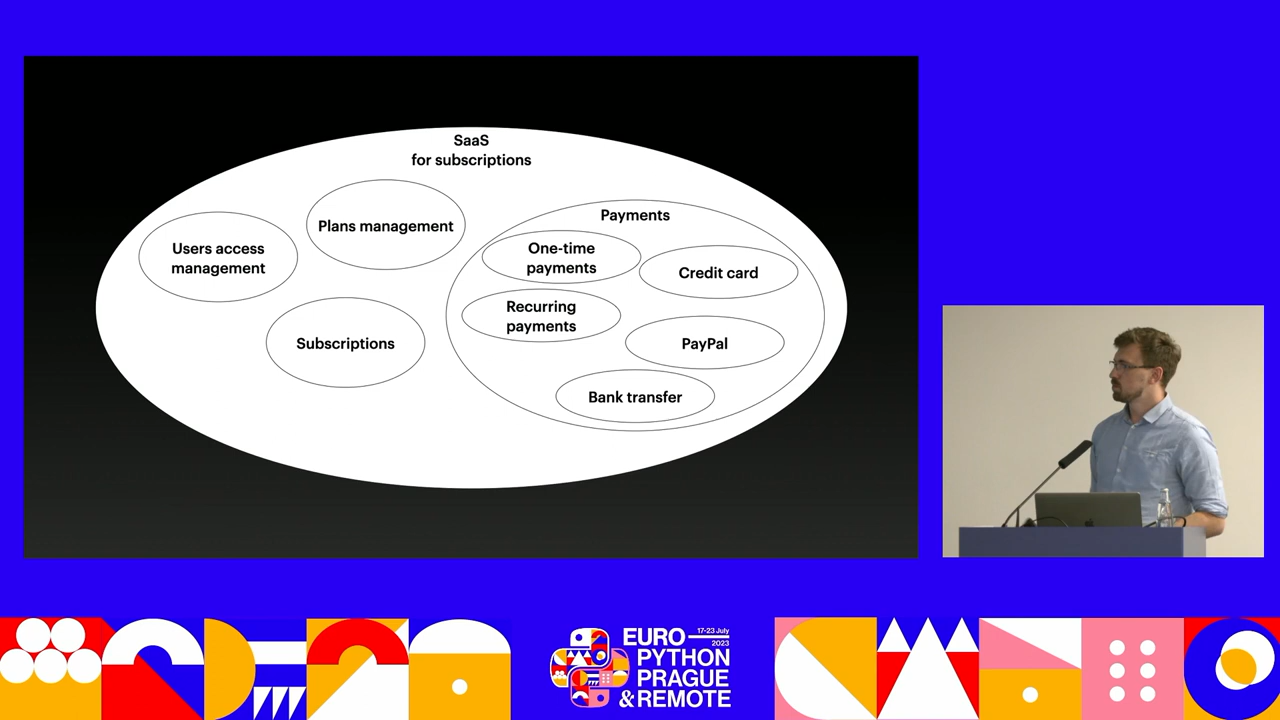 SaaS
for subscriptions
Users access
management
Plans management
Subscriptions
Payments
One-time
payments
Credit card
Recurring
payments
PayPal
Bank transfer
EURO
17-23 July
2023
PYTHON
PRAGUE
&REMOTE